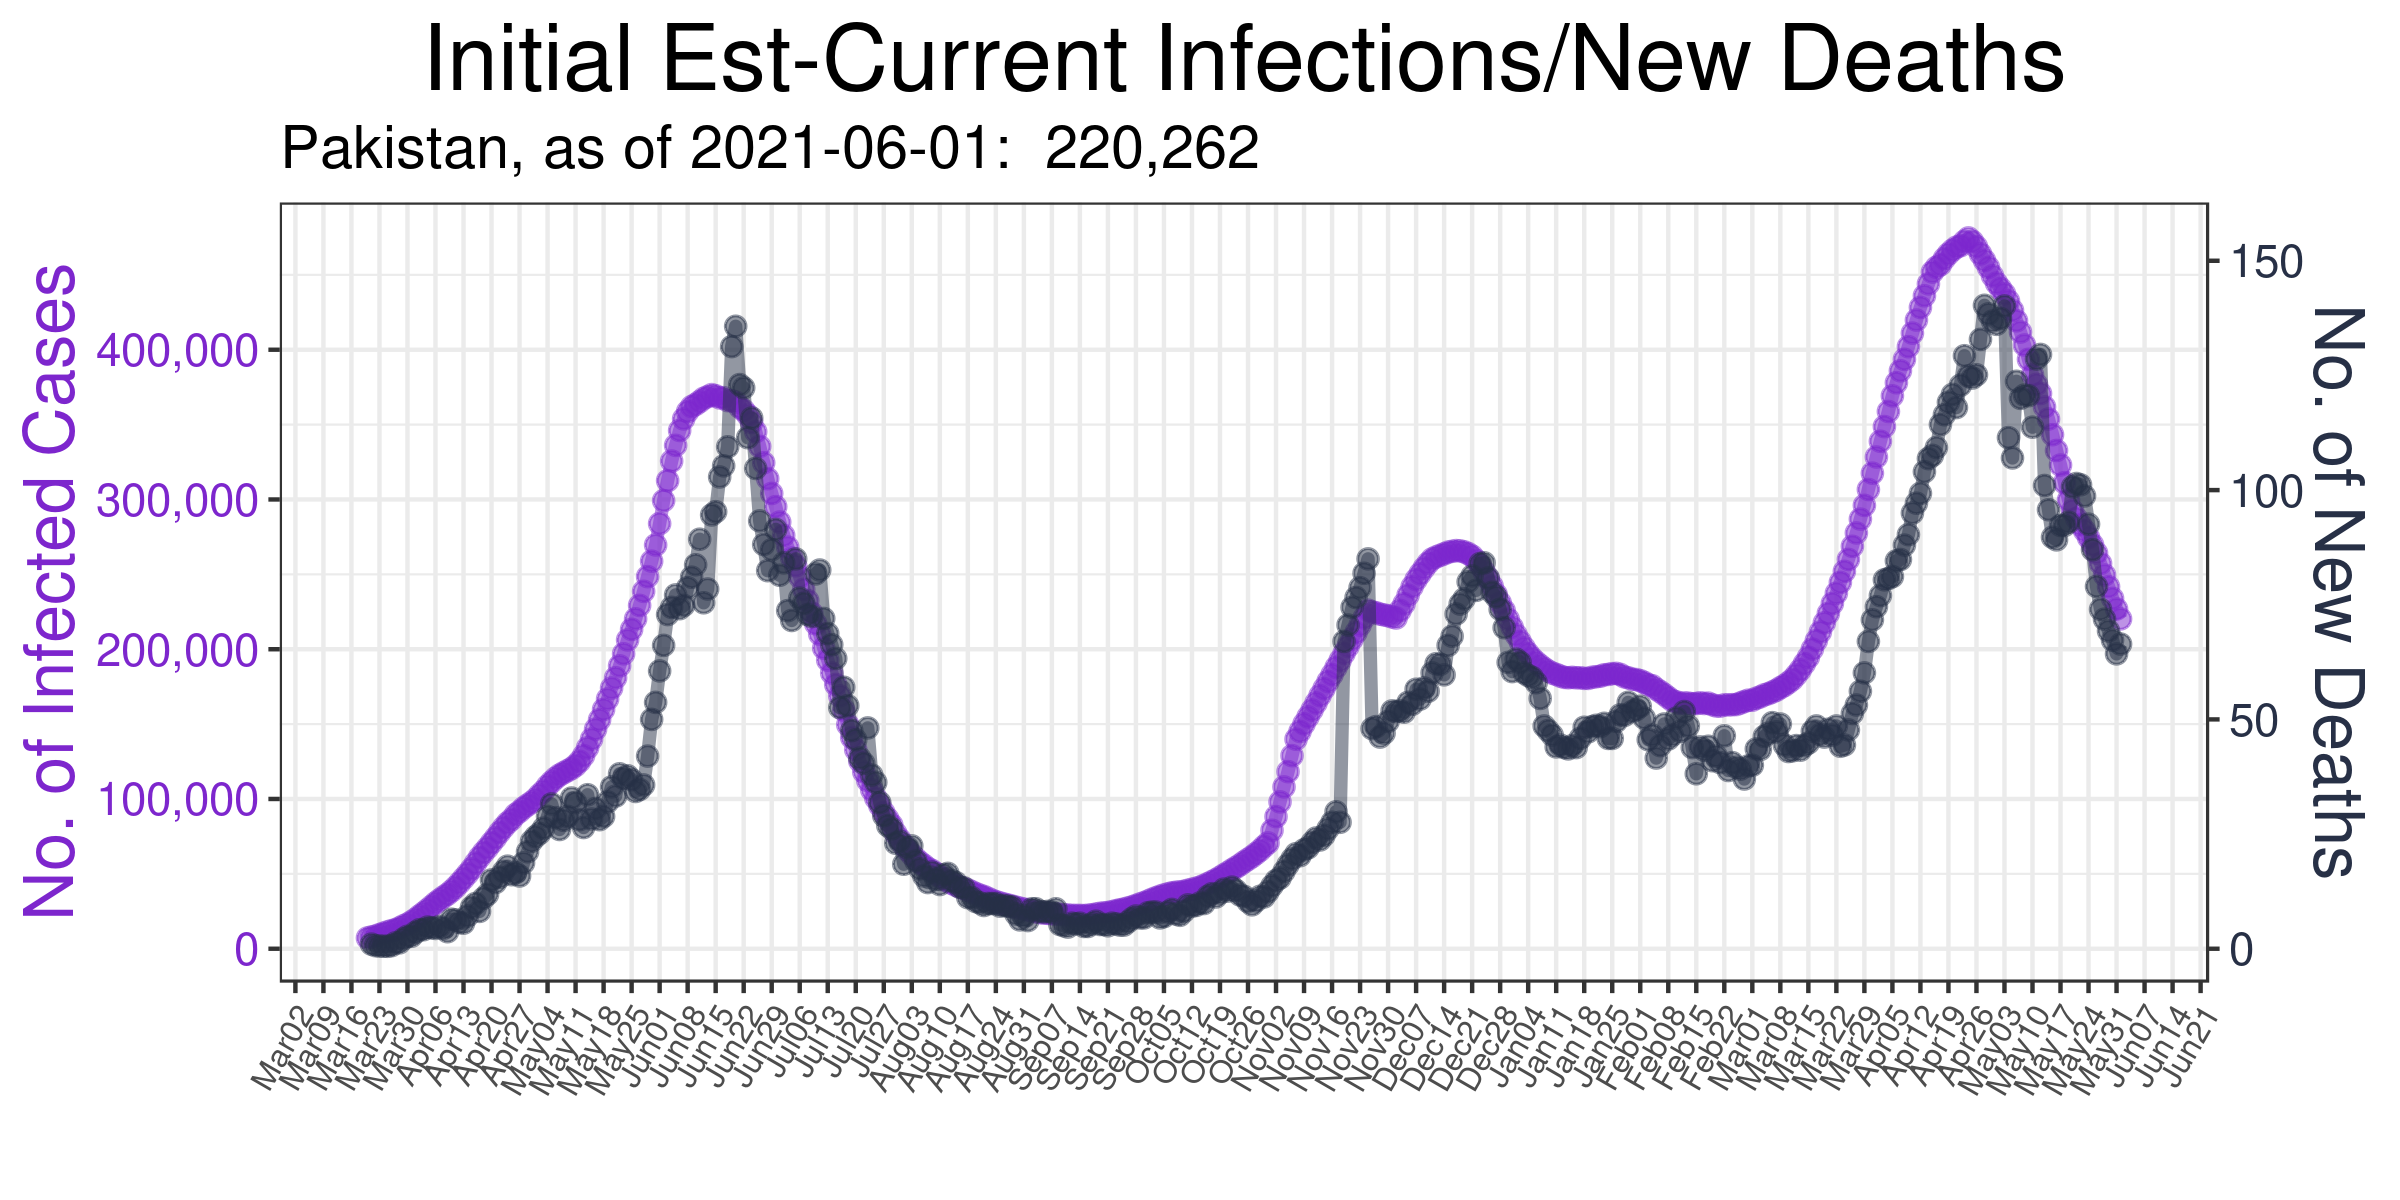 Initial Est-Current Infections/New Deaths
Pakistan, as of 2021-06-01:  220,262
No. of Infected Cases
400,000
300,000
200,000
100,000
0
150
100
50
0
No. of New Deaths
Mar02
Mar09
Mar16
Mar23
Mar30
Apr06
Apr13
Apr20
Apr27
May04
May11
May18
May25
Jun01
Jun08
Jun15
Jun22
Jun29
Jul06
Jul13
Jul20
Jul27
Aug03
Aug10
Aug17
Aug24
Aug31
Sep07
Sep14
Sep21
Sep28
Oct05
Oct12
Oct19
Oct26
Nov02
Nov09
Nov16
Nov23
Nov30
Dec07
Dec14
Dec21
Dec28
Jan04
Jan11
Jan18
Jan25
Feb01
Feb08
Feb15
Feb22
Mar01
Mar08
Mar15
Mar22
Mar29
Apr05
Apr12
Apr19
Apr26
May03
May10
May17
May24
May31
Jun07
Jun14
Jun21